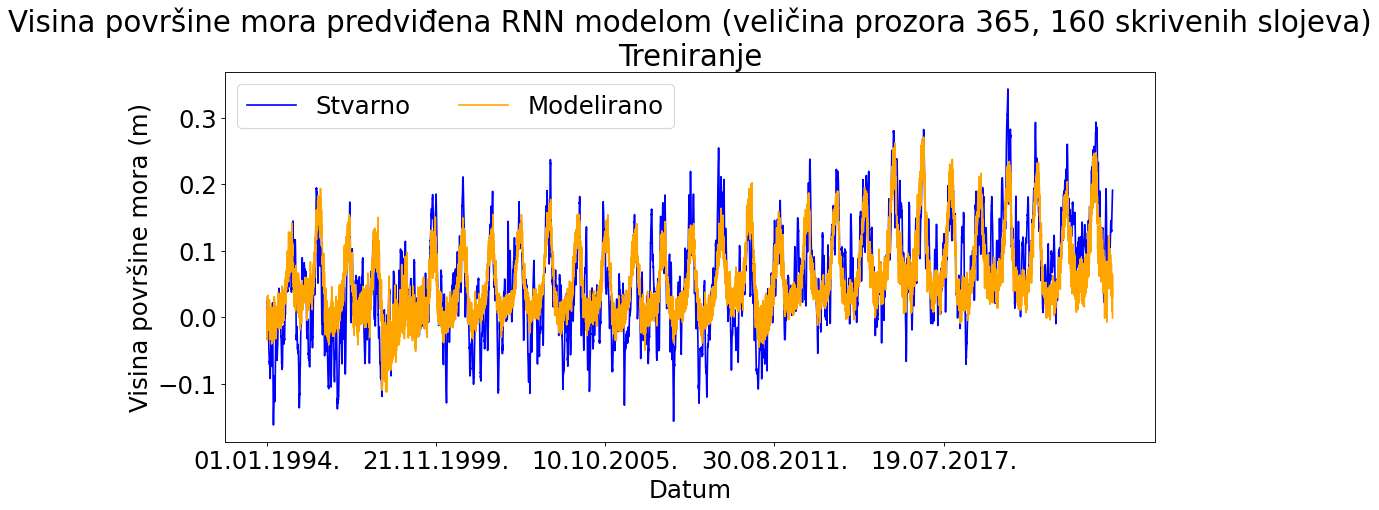 Visina površine mora predviđena RNN modelom (veličina prozora 365, 160 skrivenih slojeva)
Treniranje
Stvarno
Modelirano
Visina površine mora (m)
0.3
0.2
0.1
0.0
−0.1
01.01.1994.
21.11.1999.
10.10.2005.
30.08.2011.
19.07.2017.
Datum